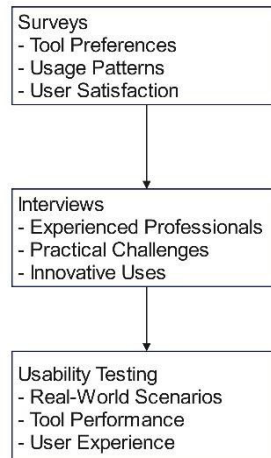 Surveys
- Tool Preferences
- Usage Patterns
- User Satisfaction
Interviews
- Experienced Professionals
- Practical Challenges
- Innovative Uses
Usability Testing
- Real-World Scenarios
- Tool Performance
- User Experience